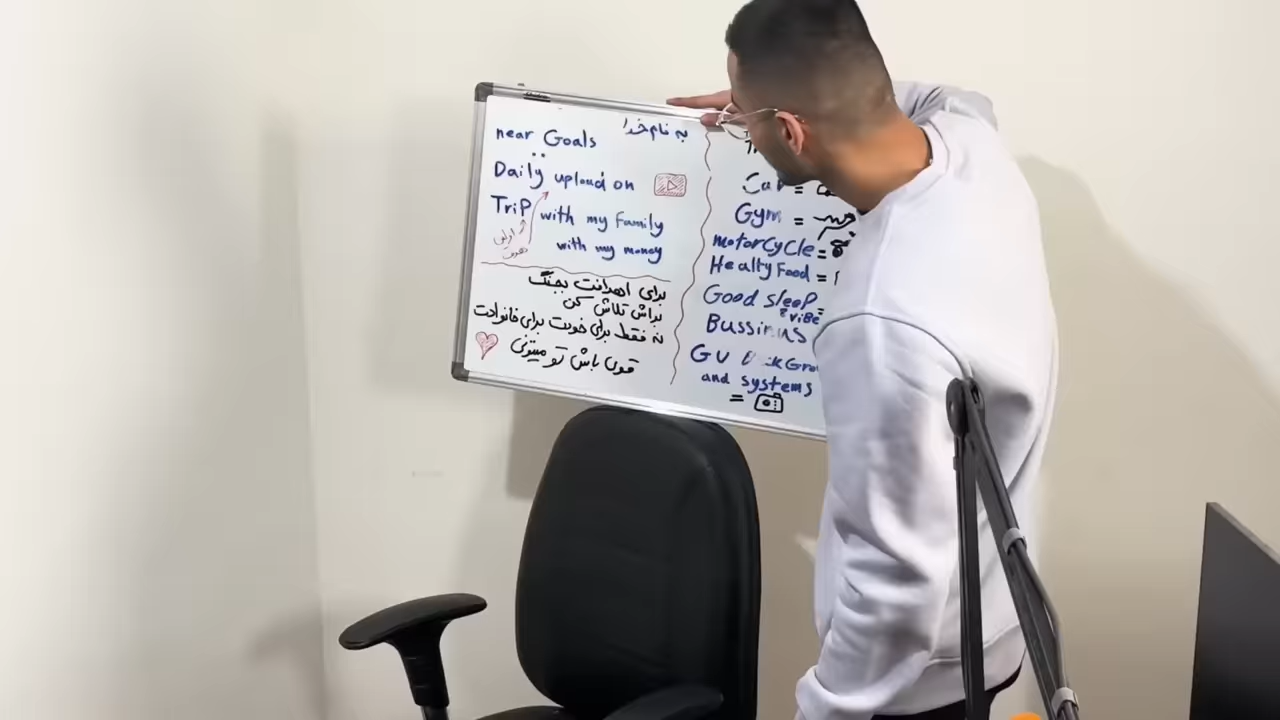 به نام خدا
near Goals
Daily upload on
Trip with my Family
with my money
اولین
هدفت
برای اهدافت بجنگ
براش تلاش کن
نه فقط برای خودت برای خانوادت
قوی باش تو میتونی
Car =
Gym =
motorcycle =
Healty Food =
Good sleep =
& vibe
and systems
=